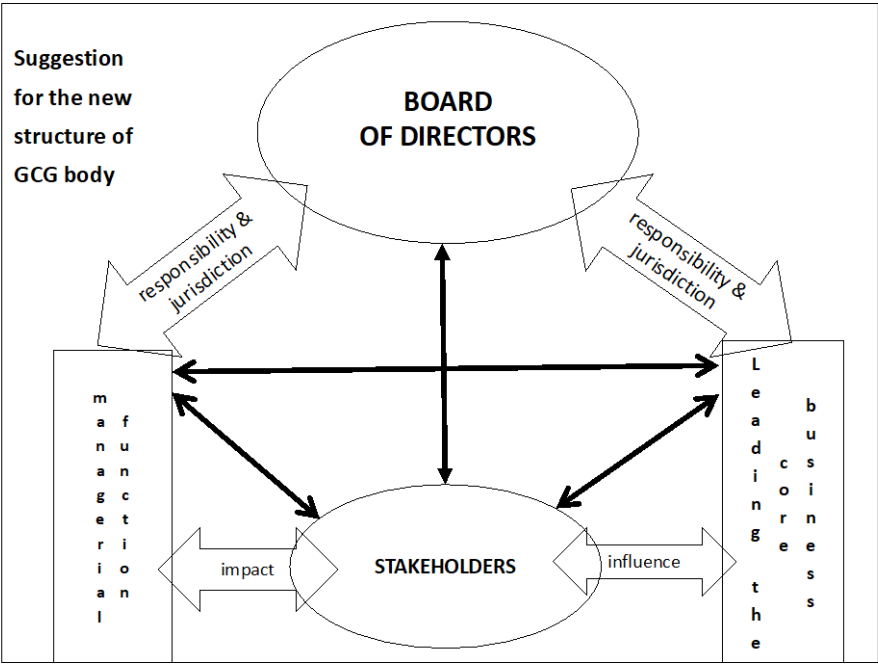 Suggestion
for the new
structure of
GCG body
BOARD
OF DIRECTORS
responsibility &
jurisdiction
responsibility &
jurisdiction
managerial
function
Leading the
core
business
impact
STAKEHOLDERS
influence